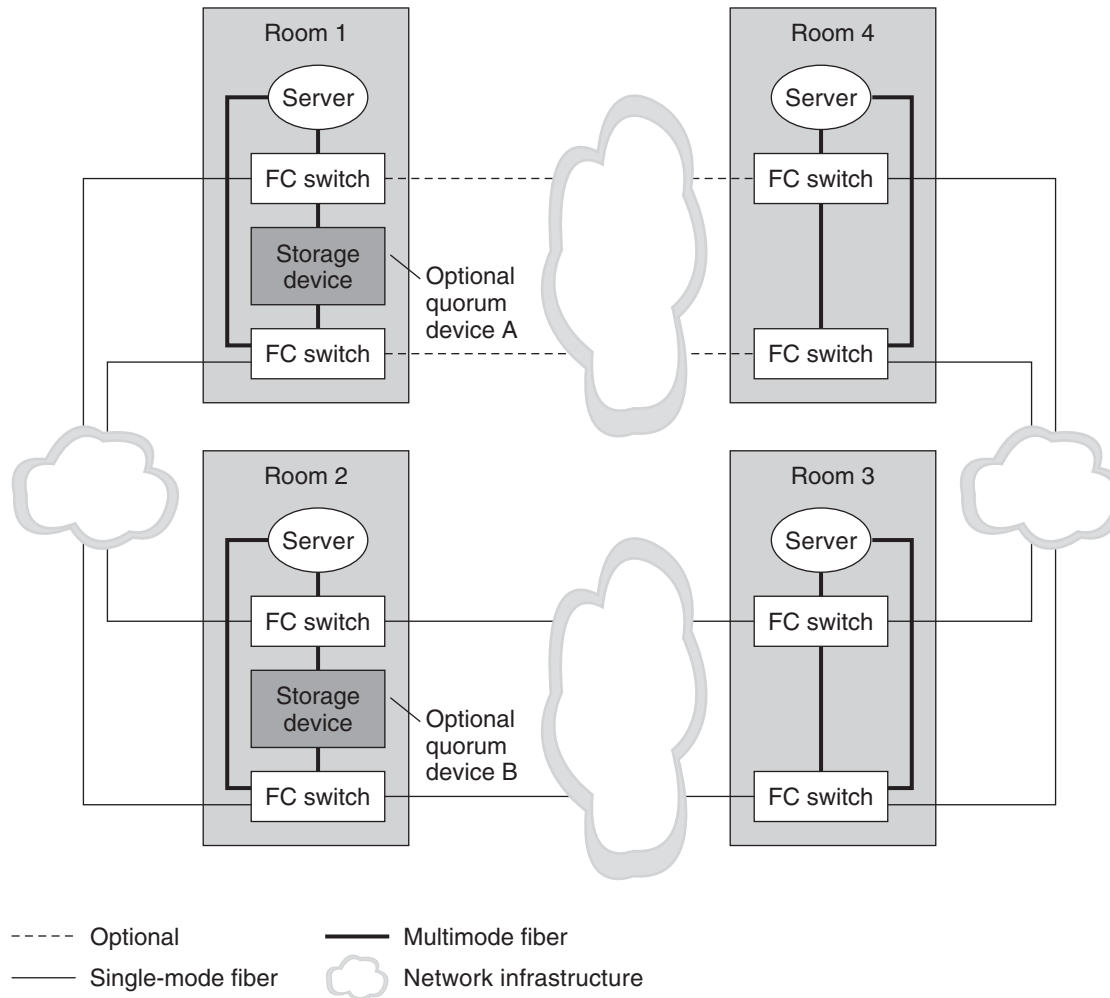 Room 1
Server
FC switch
Storage
device
Optional
quorum
device A
FC switch
Room 4
Server
FC switch
FC switch
Room 2
Server
FC switch
Storage
device
Optional
quorum
device B
FC switch
Room 3
Server
FC switch
FC switch
Optional
Multimode fiber
Single-mode fiber
Network infrastructure